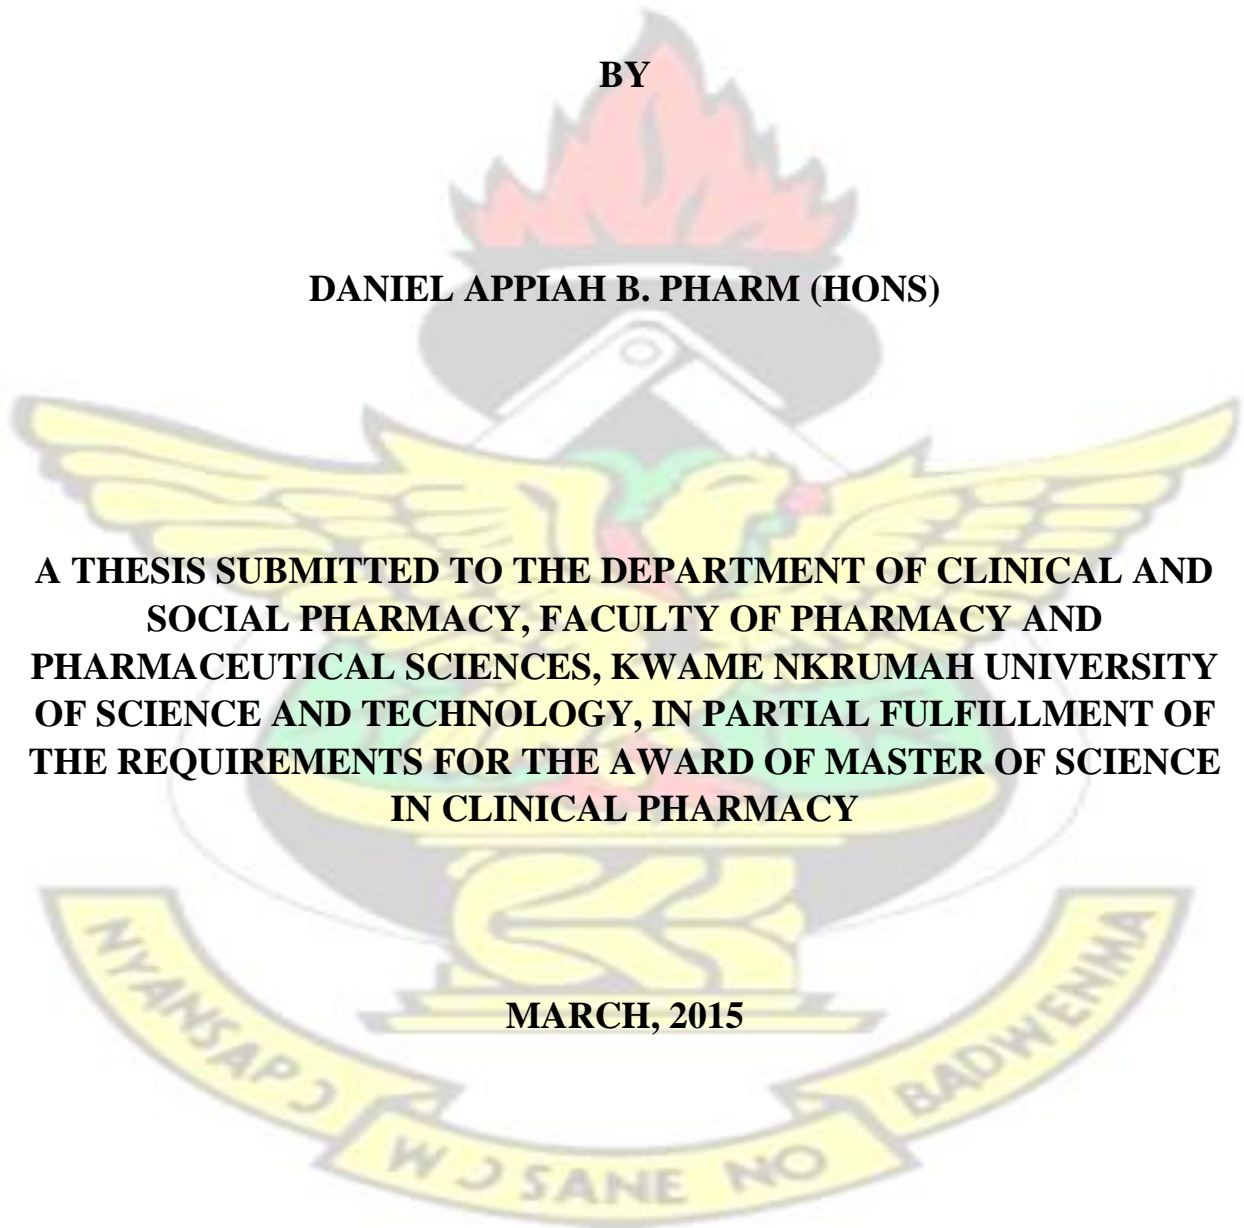 BY
DANIEL APPIAH B. PHARM (HONS)
A THESIS SUBMITTED TO THE DEPARTMENT OF CLINICAL AND
SOCIAL PHARMACY, FACULTY OF PHARMACY AND
PHARMACEUTICAL SCIENCES, KWAME NKRUMAH UNIVERSITY
OF SCIENCE AND TECHNOLOGY, IN PARTIAL FULFILLMENT OF
THE REQUIREMENTS FOR THE AWARD OF MASTER OF SCIENCE
IN CLINICAL PHARMACY
MARCH, 2015
NYANSAPƆ WƆSANE NO BADWENMA